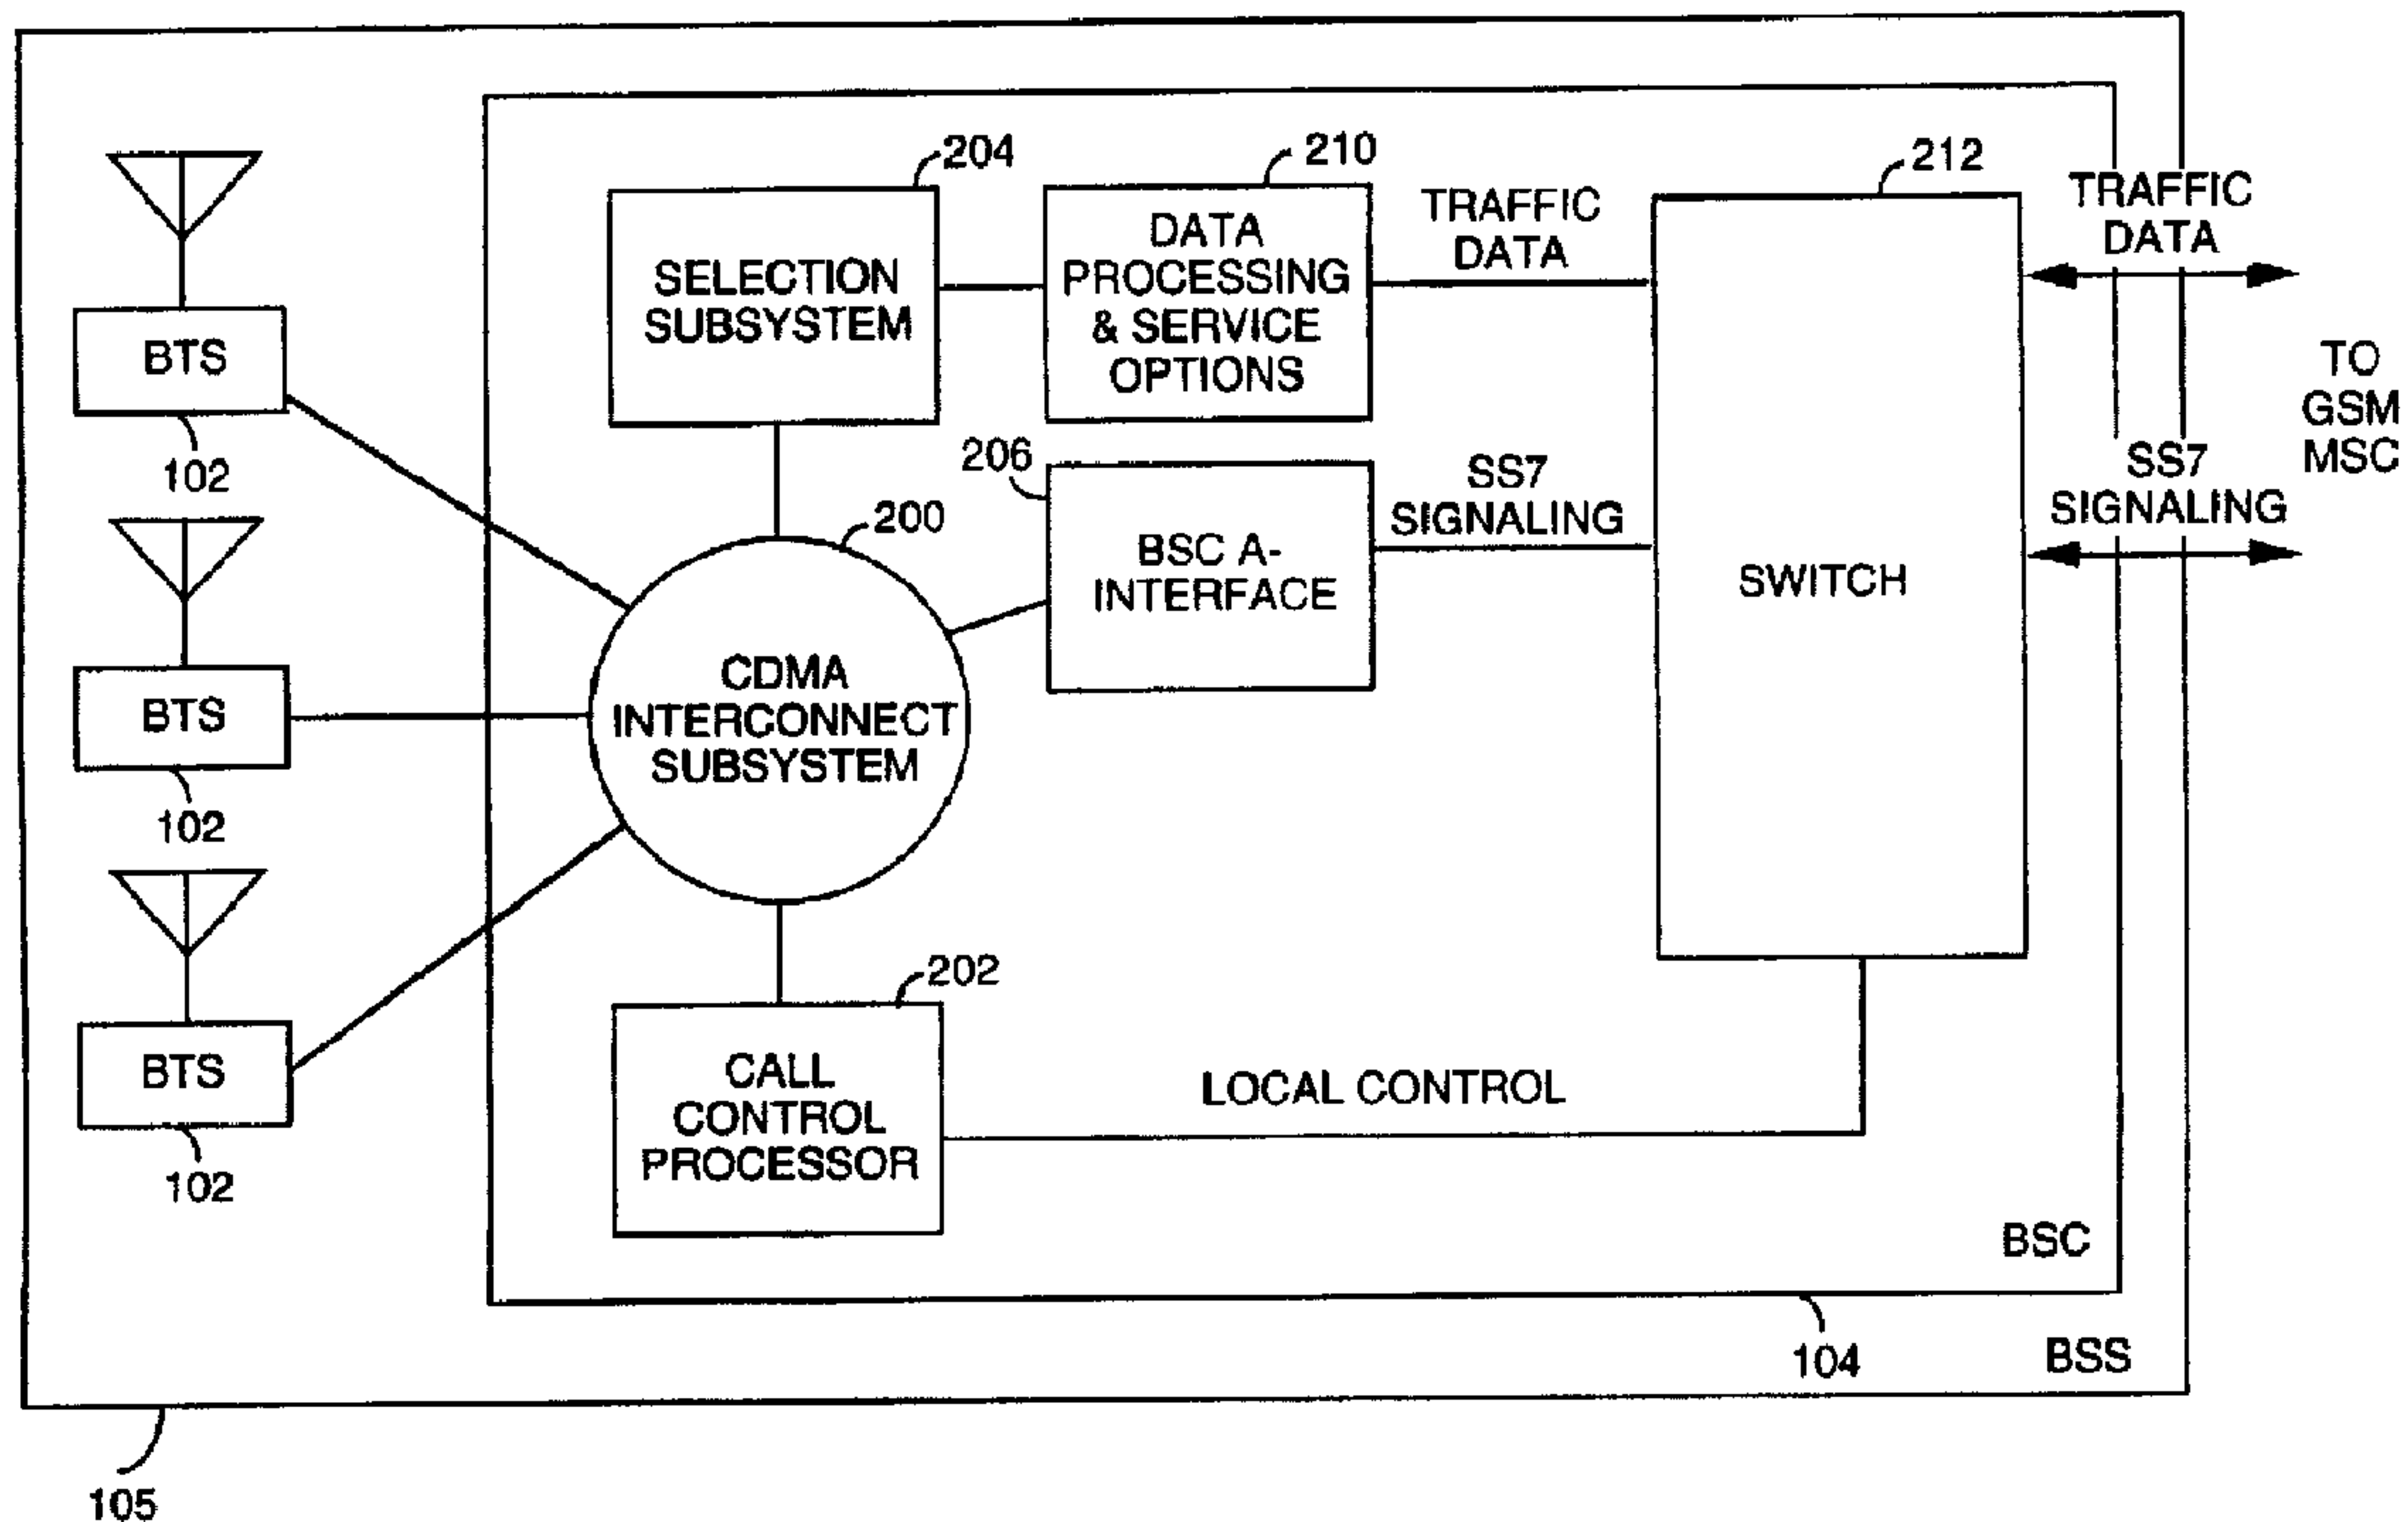 204
210
212
TRAFFIC
DATA
TRAFFIC
DATA
SELECTION
SUBSYSTEM
DATA
PROCESSING
& SERVICE
OPTIONS
BTS
102
TO
GSM
MSC
206
200
SS7
SIGNALING
SS7
SIGNALING
BSC A-
INTERFACE
SWITCH
CDMA
INTERCONNECT
SUBSYSTEM
BTS
102
202
CALL
CONTROL
PROCESSOR
LOCAL CONTROL
BTS
102
BSC
104
BSS
105